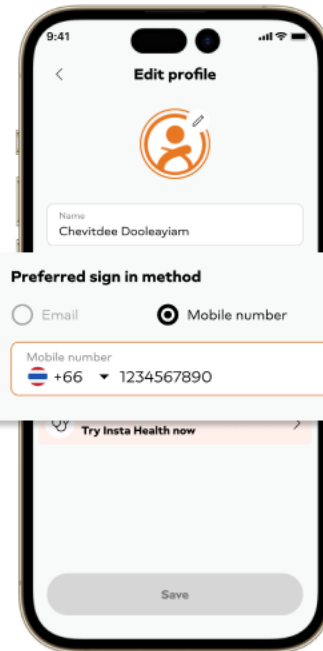 9:41
Edit profile
Name
Chevitdee Dooleayiam
Preferred sign in method
Email
Mobile number
Mobile number
+66 1234567890
Try Insta Health now
Save